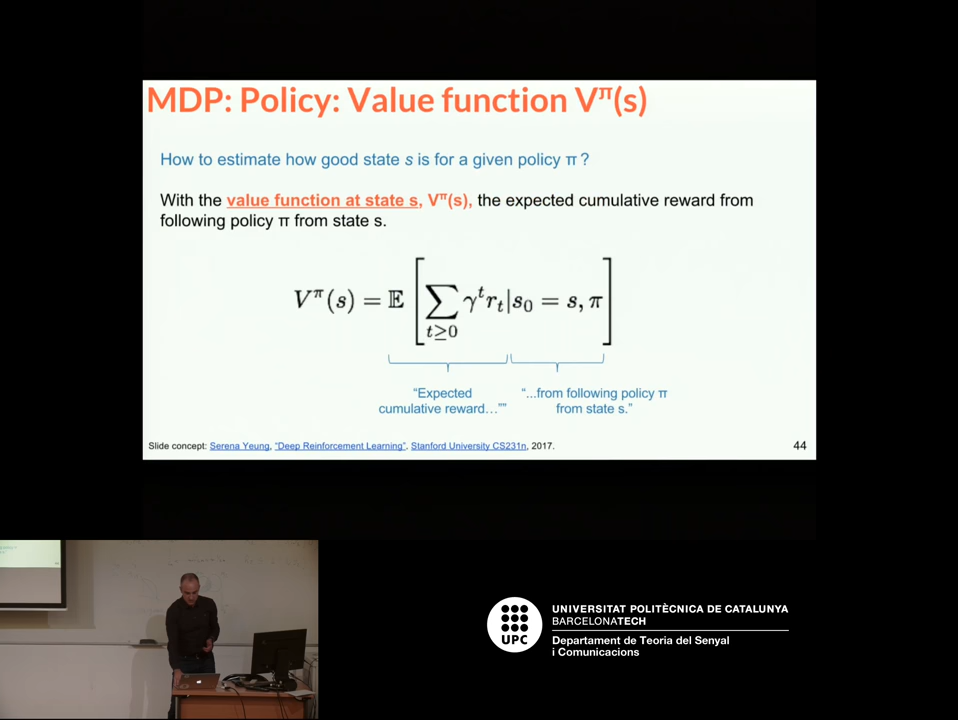 MDP: Policy: Value function Vπ(s)
How to estimate how good state s is for a given policy π ?
With the value function at state s, Vπ(s), the expected cumulative reward from
following policy π from state s.
V^π(s) = 𝔼 [ ∑_{t≥0} γ^t r_t | s_0 = s, π ]
“Expected “...from following policy π
cumulative reward…”” from state s.”
Slide concept: Serena Yeung, “Deep Reinforcement Learning”. Stanford University CS231n, 2017.
44
UPC
UNIVERSITAT POLITÈCNICA DE CATALUNYA
BARCELONATECH
Departament de Teoria del Senyal
i Comunicacions